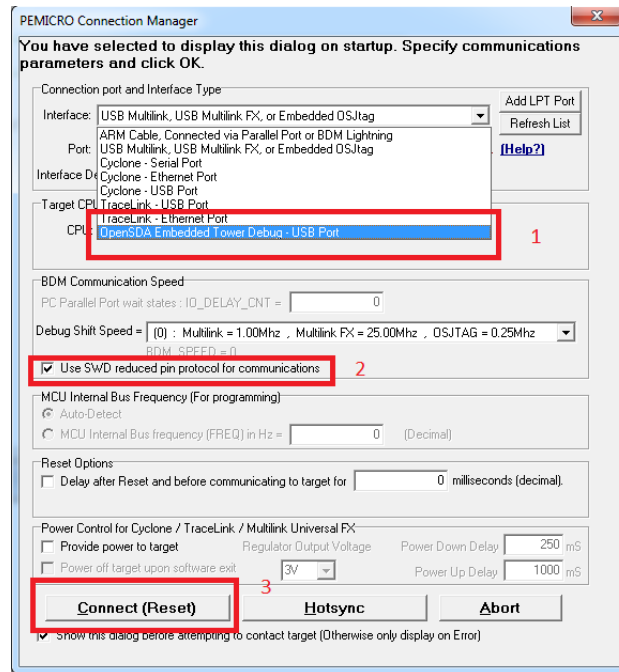 PEMICRO Connection Manager
You have selected to display this dialog on startup. Specify communications
parameters and click OK.
Connection port and Interface Type
Interface: USB Multilink, USB Multilink FX, or Embedded OSJtag
Add LPT Port
Refresh List
ARM Cable, Connected via Parallel Port or BDM Lightning
Port: USB Multilink, USB Multilink FX, or Embedded OSJtag
[Help?]
Cyclone - Serial Port
Cyclone - Ethernet Port
Interface De
Cyclone - USB Port
TraceLink - USB Port
Target CPU
TraceLink - Ethernet Port
CPU: OpenSDA Embedded Tower Debug - USB Port
1
BDM Communication Speed
PC Parallel Port wait states : IO_DELAY_CNT = 0
Debug Shift Speed = (0) : Multilink = 1.00Mhz , Multilink FX = 25.00Mhz , OSJTAG = 0.25Mhz
BDM_SPEED = 0
Use SWD reduced pin protocol for communications
2
MCU Internal Bus Frequency (For programming)
Auto-Detect
MCU Internal Bus frequency (FREQ) in Hz = 0 (Decimal)
Reset Options
Delay after Reset and before communicating to target for 0 milliseconds (decimal).
Power Control for Cyclone / TraceLink / Multilink Universal FX
Provide power to target Regulator Output Voltage Power Down Delay 250 mS
Power off target upon software exit 3V Power Up Delay 1000 mS
3
Connect (Reset) Hotsync Abort
Show this dialog before attempting to contact target (Otherwise only display on Error)